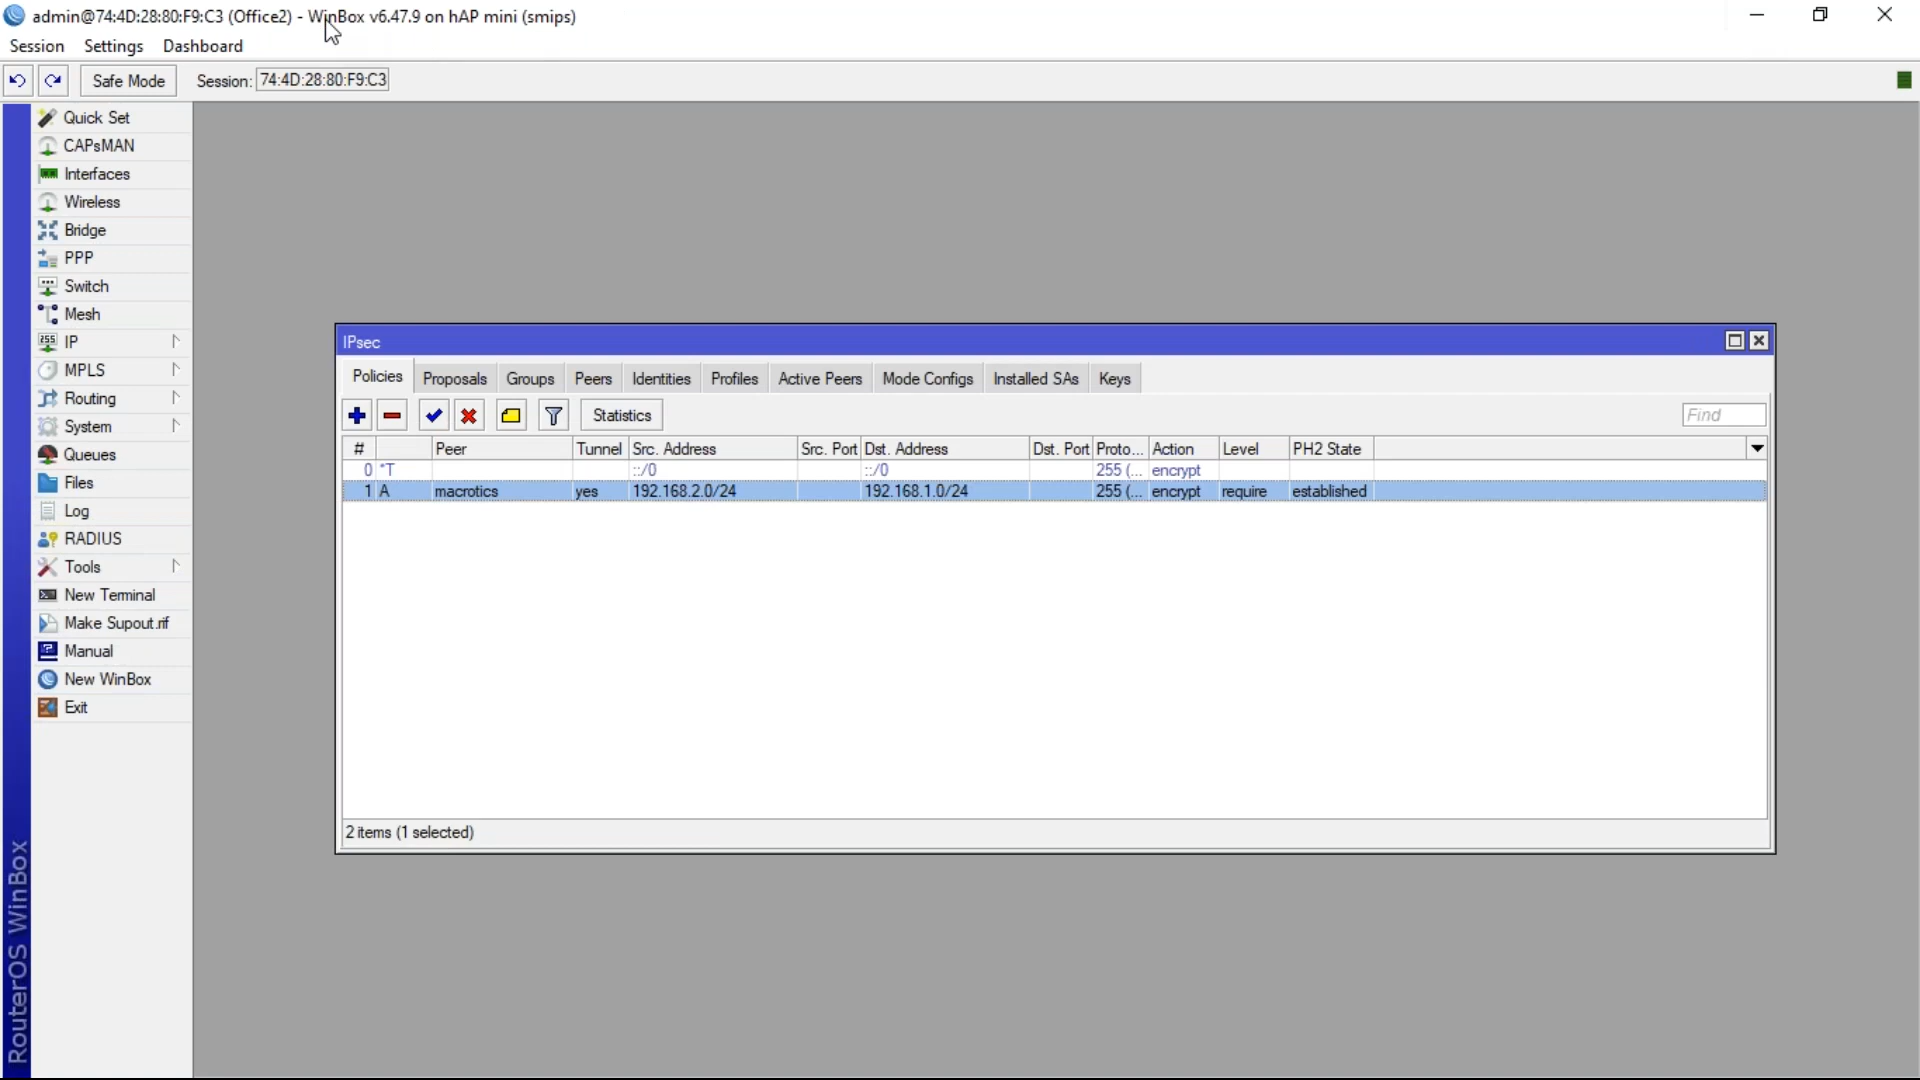 admin@74:4D:28:80:F9:C3 (Office2) - WinBox v6.47.9 on hAP mini (smips)
Session Settings Dashboard
Safe Mode Session: 74:4D:28:80:F9:C3
Quick Set
CAPsMAN
Interfaces
Wireless
Bridge
PPP
Switch
Mesh
IP
MPLS
Routing
System
Queues
Files
Log
RADIUS
Tools
New Terminal
Make Supout.rif
Manual
New WinBox
Exit
RouterOS WinBox
IPsec
Policies Proposals Groups Peers Identities Profiles Active Peers Mode Configs Installed SAs Keys
Statistics Find
# Peer Tunnel Src. Address Src. Port Dst. Address Dst. Port Proto... Action Level PH2 State
0 *T ::/0 ::/0 255 (... encrypt
1 A macrotics yes 192.168.2.0/24 192.168.1.0/24 255 (... encrypt require established
2 items (1 selected)